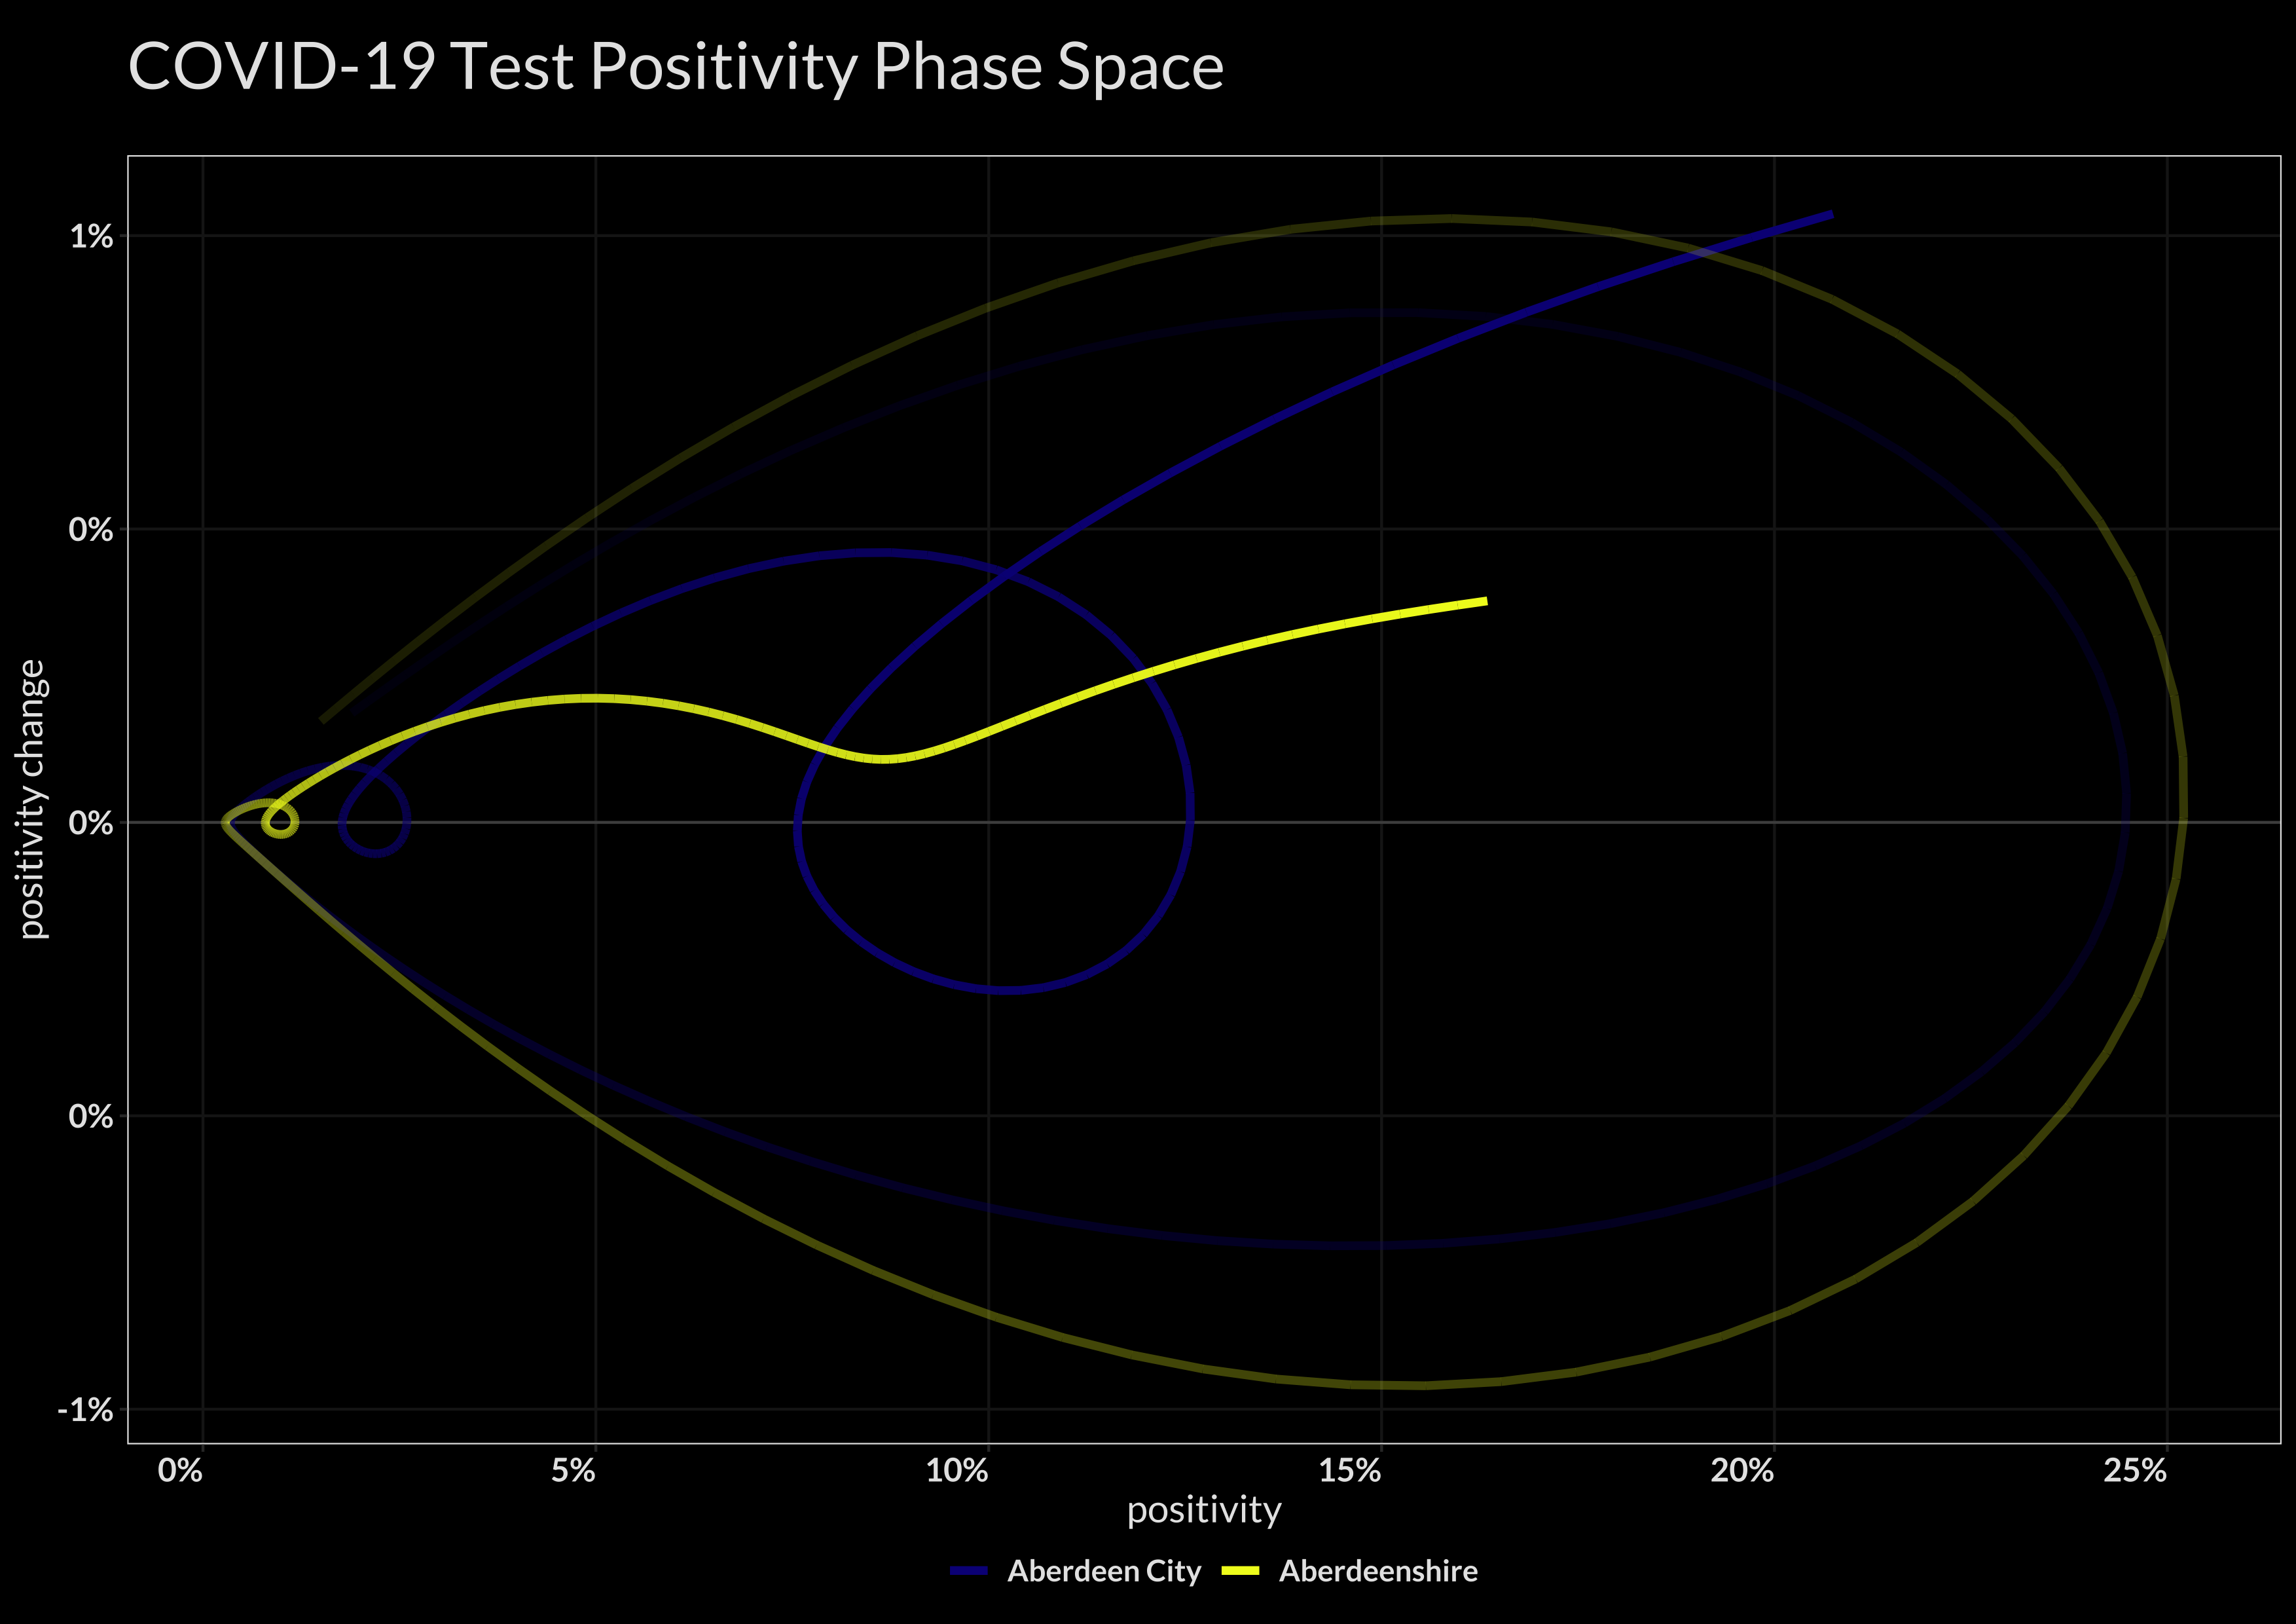 COVID-19 Test Positivity Phase Space
positivity change
1%
0%
0%
0%
-1%
0% 5% 10% 15% 20% 25%
positivity
Aberdeen City Aberdeenshire